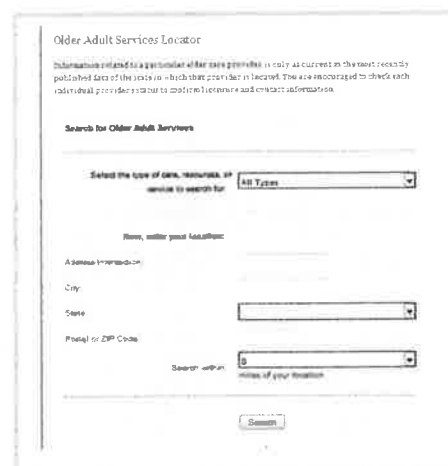 Older Adult Services Locator
Information related to a particular elder care provider is only as current as the most recently
published data of the state in which that provider is located. You are encouraged to check each
individual provider's status to confirm licensure and contact information.
Search for Older Adult Services
Select the type of care, resources, or
service to search for:
All Types
Now, enter your location:
Address/Intersection:
City:
State:
Postal or ZIP Code:
Search within:
5
miles of your location
Search